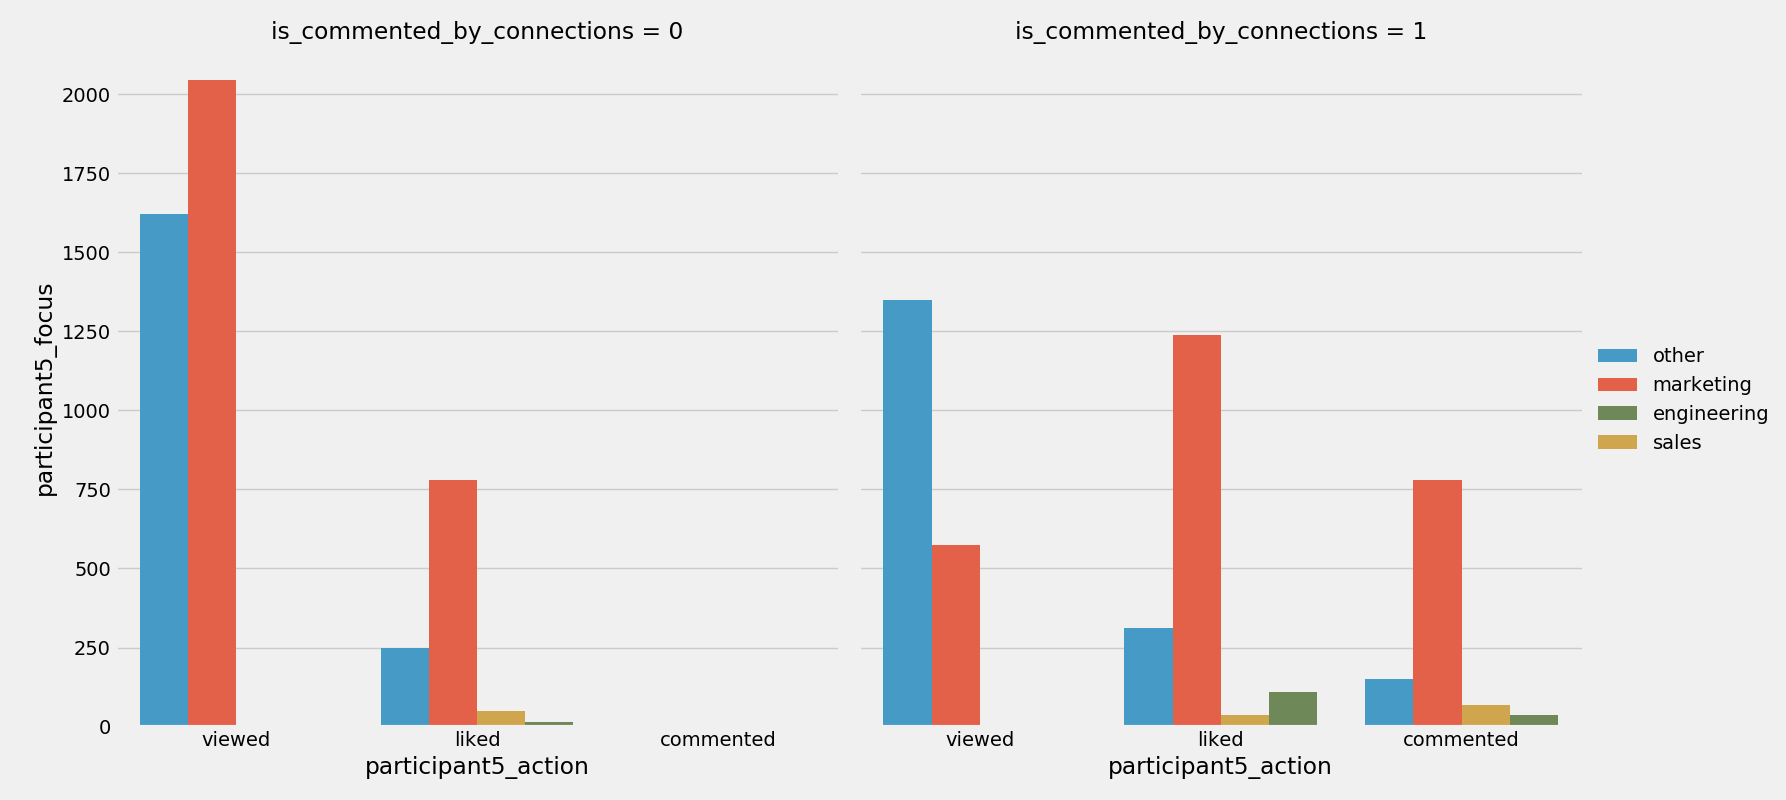 is_commented_by_connections = 0
is_commented_by_connections = 1
participant5_focus
2000
1750
1500
1250
1000
750
500
250
0
viewed
liked
commented
participant5_action
viewed
liked
commented
participant5_action
other
marketing
engineering
sales